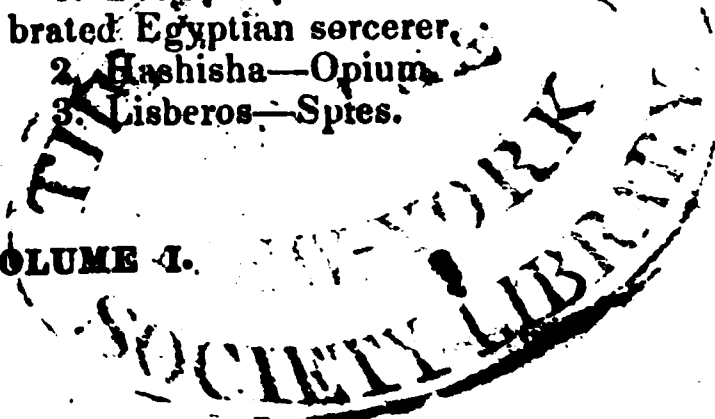 brated Egyptian sorcerer.
2. Hashisha—Opium.
3. Lisberos—Spies.
OLUME I.
THE
NEW-YORK
SOCIETY LIBRARY